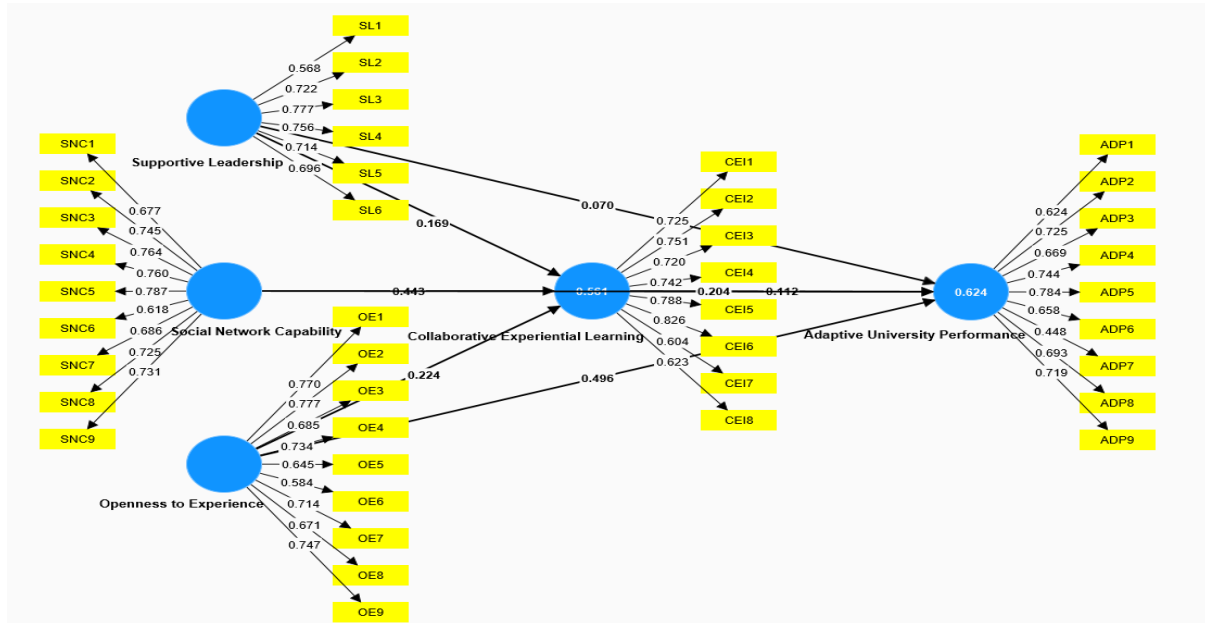 SL1
SL2
SL3
SL4
SL5
SL6
0.568
0.722
0.777
0.756
0.714
0.696
Supportive Leadership
SNC1
SNC2
SNC3
SNC4
SNC5
SNC6
SNC7
SNC8
SNC9
0.677
0.745
0.764
0.760
0.787
0.618
0.686
0.725
0.731
Social Network Capability
OE1
OE2
OE3
OE4
OE5
OE6
OE7
OE8
OE9
0.770
0.777
0.685
0.734
0.645
0.584
0.714
0.671
0.747
Openness to Experience
0.169
0.443
0.224
0.070
0.204
0.112
0.496
CEI1
CEI2
CEI3
CEI4
CEI5
CEI6
CEI7
CEI8
0.725
0.751
0.720
0.742
0.788
0.826
0.604
0.623
0.561
Collaborative Experiential Learning
ADP1
ADP2
ADP3
ADP4
ADP5
ADP6
ADP7
ADP8
ADP9
0.624
0.725
0.669
0.744
0.784
0.658
0.448
0.693
0.719
0.624
Adaptive University Performance